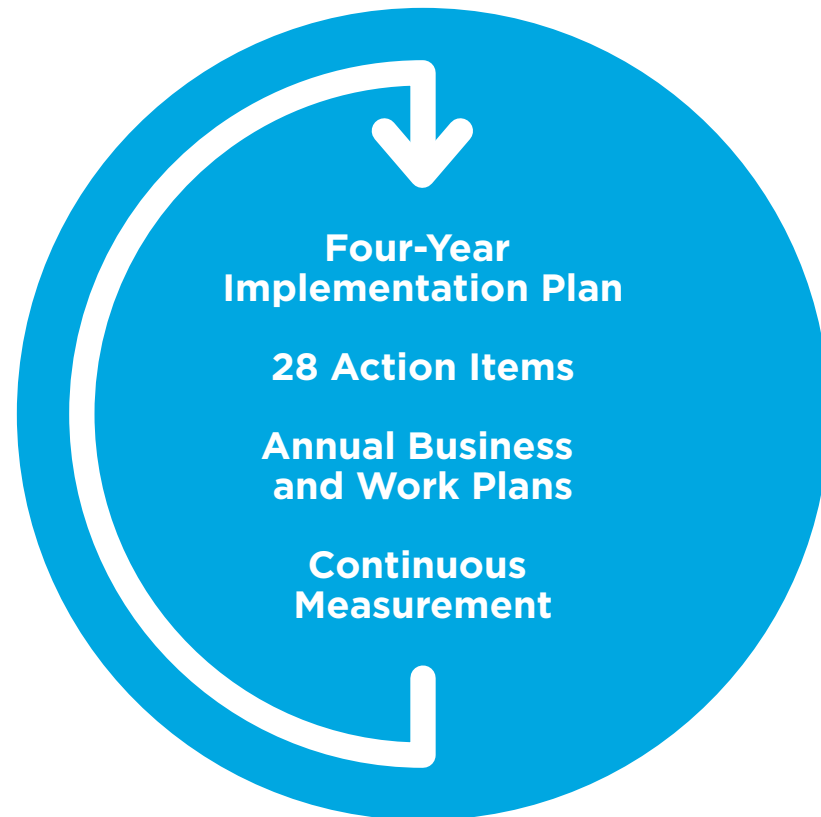 Four-Year
Implementation Plan
28 Action Items
Annual Business
and Work Plans
Continuous
Measurement